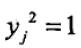 y_j^2 = 1